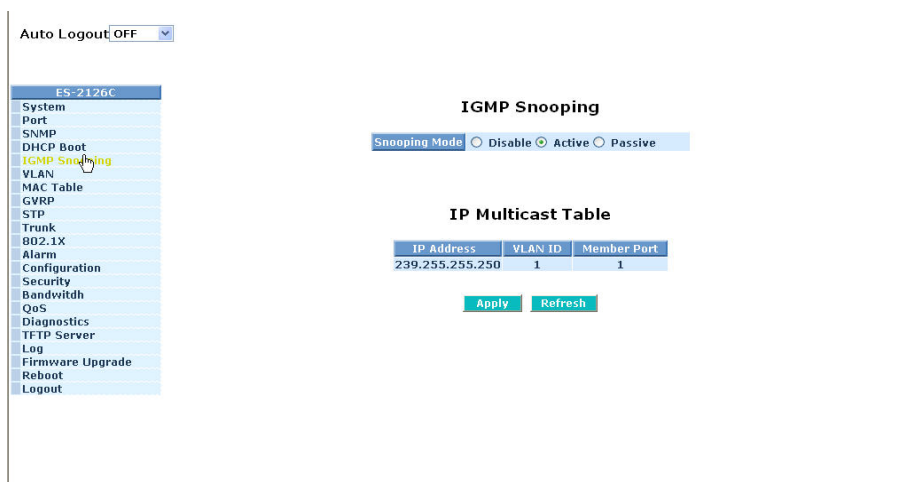 Auto Logout OFF
ES-2126C
System
Port
SNMP
DHCP Boot
IGMP Snooping
VLAN
MAC Table
GVRP
STP
Trunk
802.1X
Alarm
Configuration
Security
Bandwitdh
QoS
Diagnostics
TFTP Server
Log
Firmware Upgrade
Reboot
Logout
IGMP Snooping
Snooping Mode Disable Active Passive
IP Multicast Table
IP Address VLAN ID Member Port
239.255.255.250 1 1
Apply Refresh